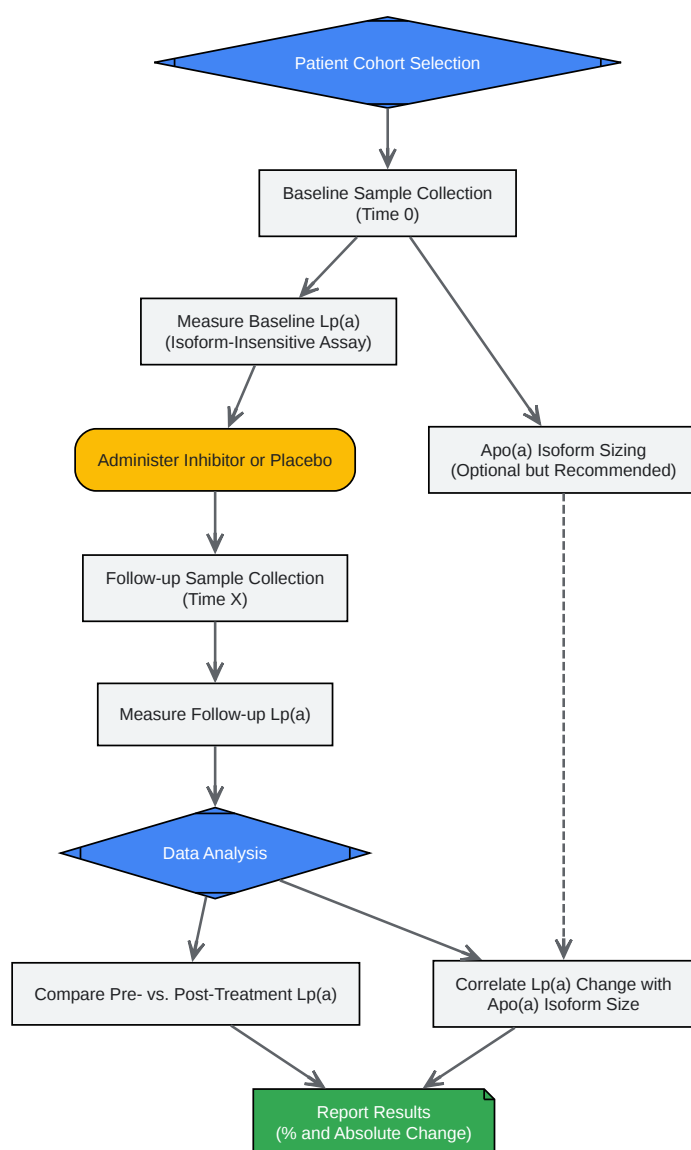 Patient Cohort Selection
Baseline Sample Collection
(Time 0)
Measure Baseline Lp(a)
(Isoform-Insensitive Assay)
Administer Inhibitor or Placebo
Apo(a) Isoform Sizing
(Optional but Recommended)
Follow-up Sample Collection
(Time X)
Measure Follow-up Lp(a)
Data Analysis
Compare Pre- vs. Post-Treatment Lp(a)
Correlate Lp(a) Change with
Apo(a) Isoform Size
Report Results
(% and Absolute Change)